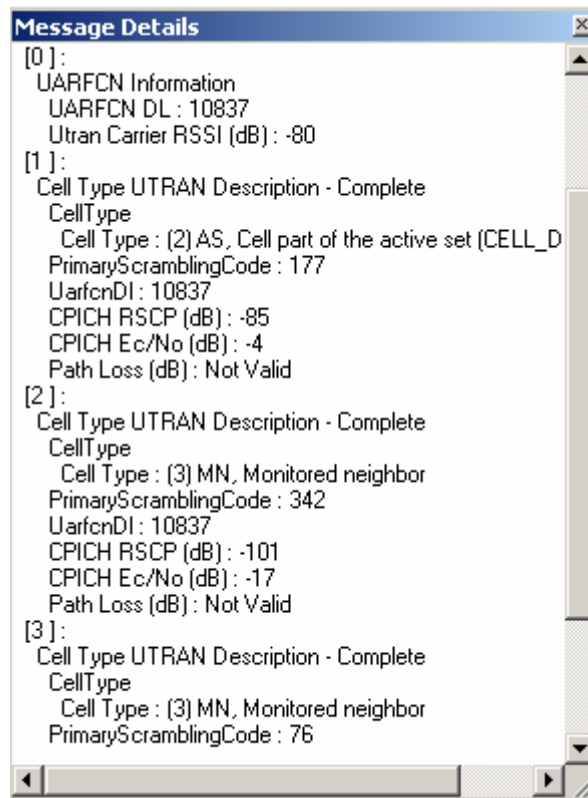 Message Details
[0 ] :
UARFCN Information
UARFCN DL : 10837
Utran Carrier RSSI (dB) : -80
[1 ] :
Cell Type UTRAN Description - Complete
CellType
Cell Type : (2) AS, Cell part of the active set (CELL_D
PrimaryScramblingCode : 177
UarfcnDl : 10837
CPICH RSCP (dB) : -85
CPICH Ec/No (dB) : -4
Path Loss (dB) : Not Valid
[2 ] :
Cell Type UTRAN Description - Complete
CellType
Cell Type : (3) MN, Monitored neighbor
PrimaryScramblingCode : 342
UarfcnDl : 10837
CPICH RSCP (dB) : -101
CPICH Ec/No (dB) : -17
Path Loss (dB) : Not Valid
[3 ] :
Cell Type UTRAN Description - Complete
CellType
Cell Type : (3) MN, Monitored neighbor
PrimaryScramblingCode : 76